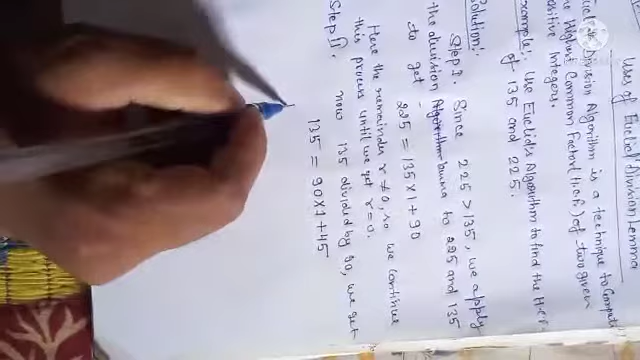 Uses of Euclid Division Lemma
Division Algorithm is a technique to Compute
the Highest Common Factor (H.C.F.) of two given
positive Integers.
Example: Use Euclid's Algorithm to find the H.C.F.
of 135 and 225.
Solution:
Step I. Since 225 > 135, we apply
the division lemma to 225 and 135
to get -
225 = 135 × 1 + 90
Here the remainder r ≠ 0, so we continue
this process until we get r = 0.
Step II. now 135 divided by 90, we get
135 = 90 × 1 + 45